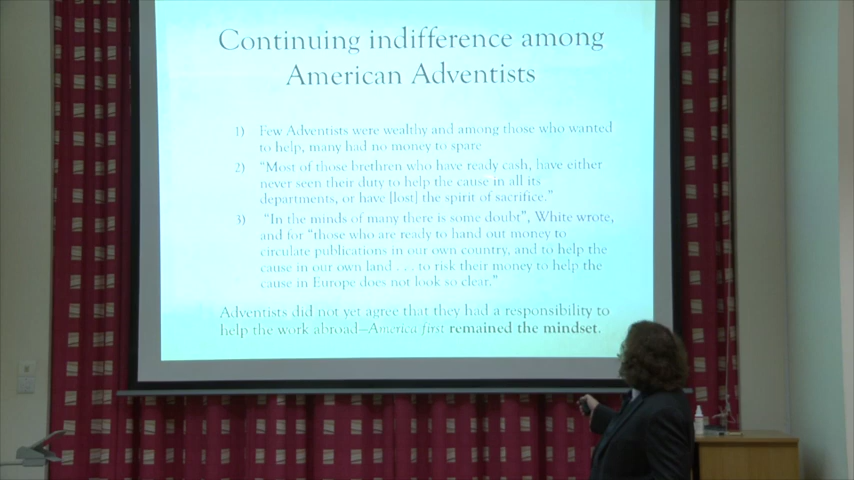 Continuing indifference among
American Adventists
1) Few Adventists were wealthy and among those who wanted
to help, many had no money to spare
2) “Most of those brethren who have ready cash, have either
never seen their duty to help the cause in all its
departments, or have [lost] the spirit of sacrifice.”
3) “In the minds of many there is some doubt”, White wrote,
and for “those who are ready to hand out money to
circulate publications in our own country, and to help the
cause in our own land . . . to risk their money to help the
cause in Europe does not look so clear.”
Adventists did not yet agree that they had a responsibility to
help the work abroad—America first remained the mindset.